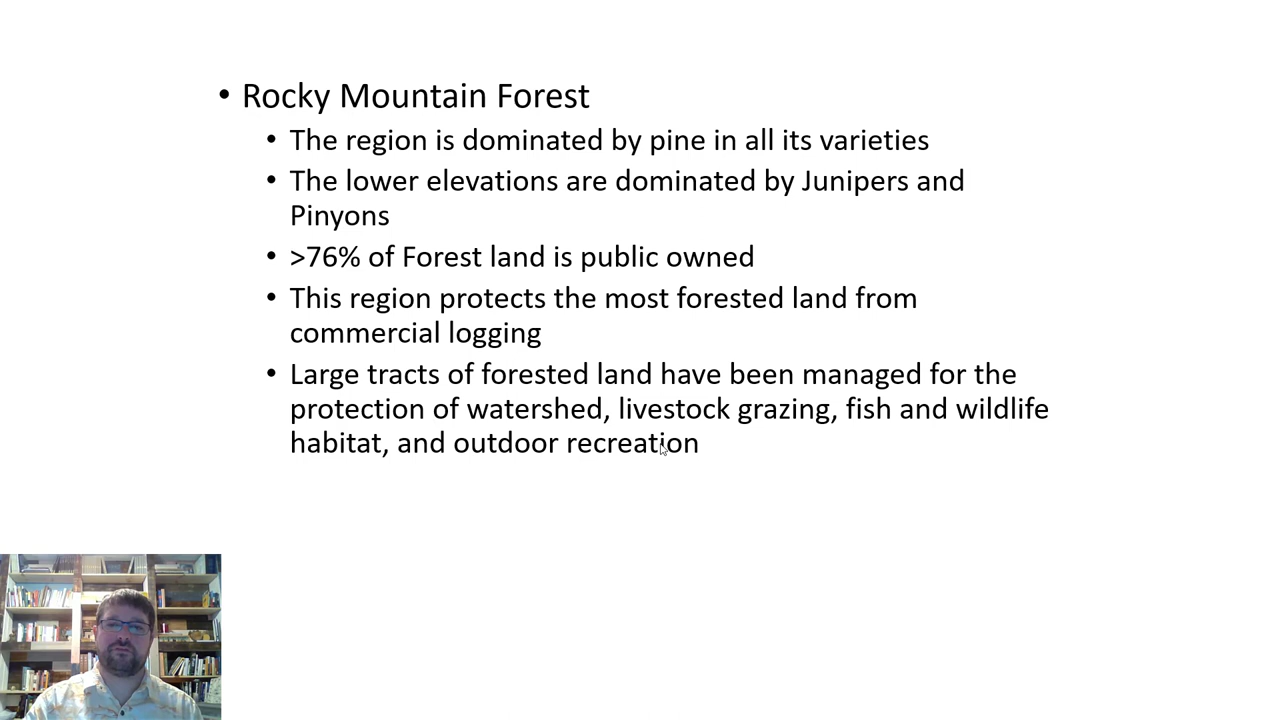 • Rocky Mountain Forest
• The region is dominated by pine in all its varieties
• The lower elevations are dominated by Junipers and
Pinyons
• >76% of Forest land is public owned
• This region protects the most forested land from
commercial logging
• Large tracts of forested land have been managed for the
protection of watershed, livestock grazing, fish and wildlife
habitat, and outdoor recreation